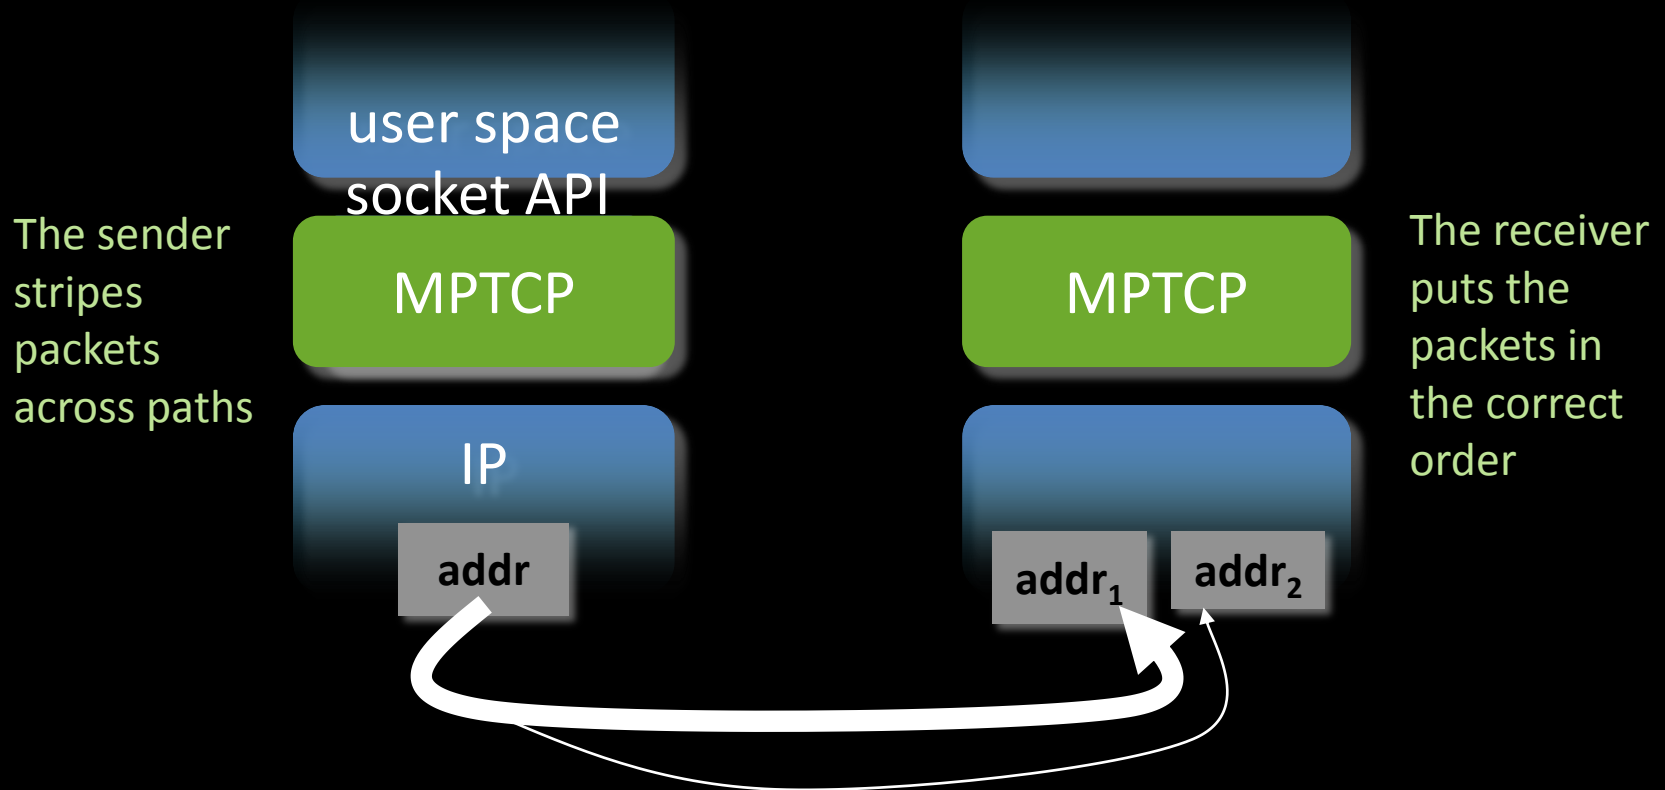 user space
socket API
The sender
stripes
packets
across paths
MPTCP
MPTCP
The receiver
puts the
packets in
the correct
order
IP
addr
addr₁
addr₂